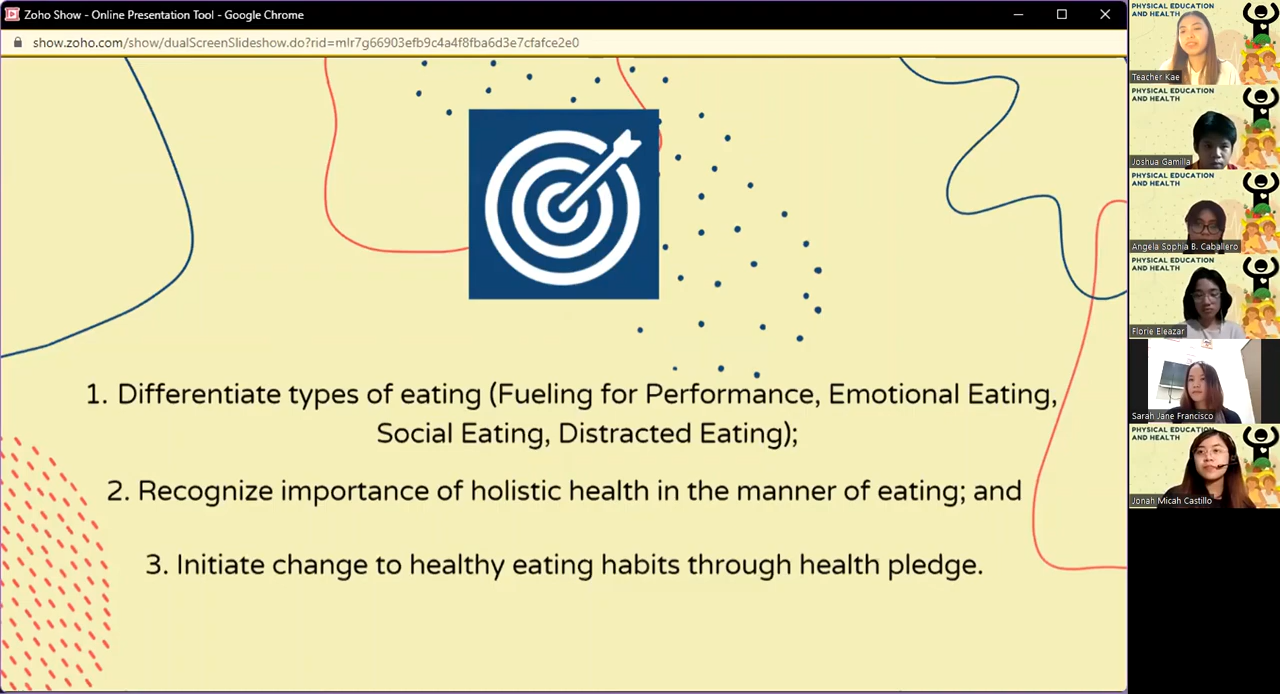 Zoho Show - Online Presentation Tool - Google Chrome
show.zoho.com/show/dualScreenSlideshow.do?rid=mlr7g66903efb9c4a4f8fba6d3e7cfafce2e0
1. Differentiate types of eating (Fueling for Performance, Emotional Eating,
Social Eating, Distracted Eating);
2. Recognize importance of holistic health in the manner of eating; and
3. Initiate change to healthy eating habits through health pledge.
PHYSICAL EDUCATION
AND HEALTH
Teacher Kae
PHYSICAL EDUCATION
AND HEALTH
Joshua Gamilla
PHYSICAL EDUCATION
AND HEALTH
Angela Sophia B. Caballero
PHYSICAL EDUCATION
AND HEALTH
Florie Eleazar
Sarah Jane Francisco
PHYSICAL EDUCATION
AND HEALTH
Jonah Micah Castillo